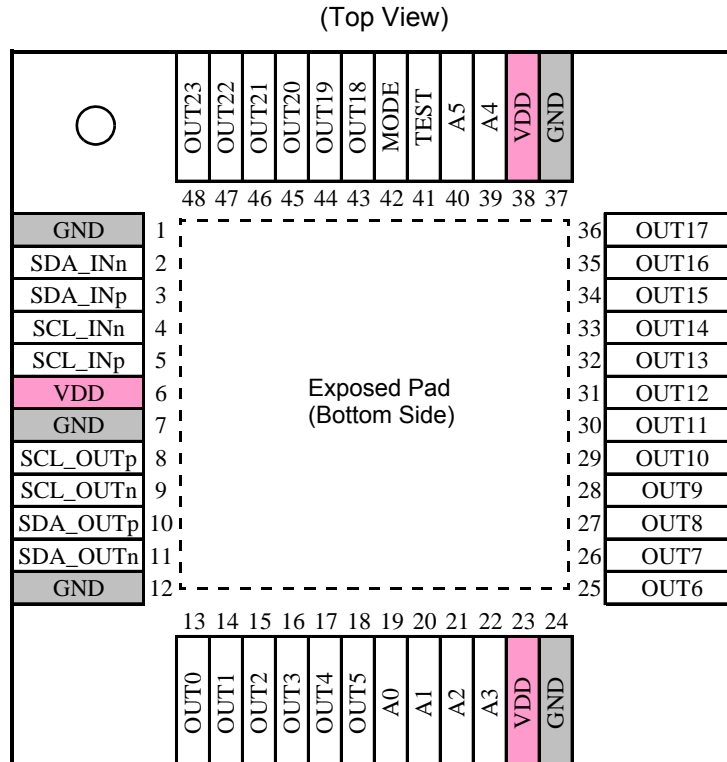 (Top View)
OUT23 OUT22 OUT21 OUT20 OUT19 OUT18 MODE TEST A5 A4 VDD GND
48 47 46 45 44 43 42 41 40 39 38 37
GND 1
SDA_INn 2
SDA_INp 3
SCL_INn 4
SCL_INp 5
VDD 6
GND 7
SCL_OUTp 8
SCL_OUTn 9
SDA_OUTp 10
SDA_OUTn 11
GND 12
Exposed Pad
(Bottom Side)
36 OUT17
35 OUT16
34 OUT15
33 OUT14
32 OUT13
31 OUT12
30 OUT11
29 OUT10
28 OUT9
27 OUT8
26 OUT7
25 OUT6
13 14 15 16 17 18 19 20 21 22 23 24
OUT0 OUT1 OUT2 OUT3 OUT4 OUT5 A0 A1 A2 A3 VDD GND